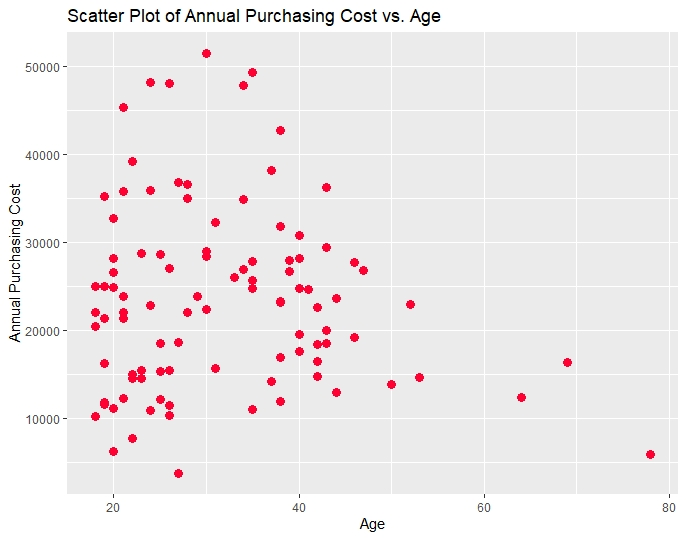 Scatter Plot of Annual Purchasing Cost vs. Age
50000
40000
30000
20000
10000
Annual Purchasing Cost
20 40 60 80
Age